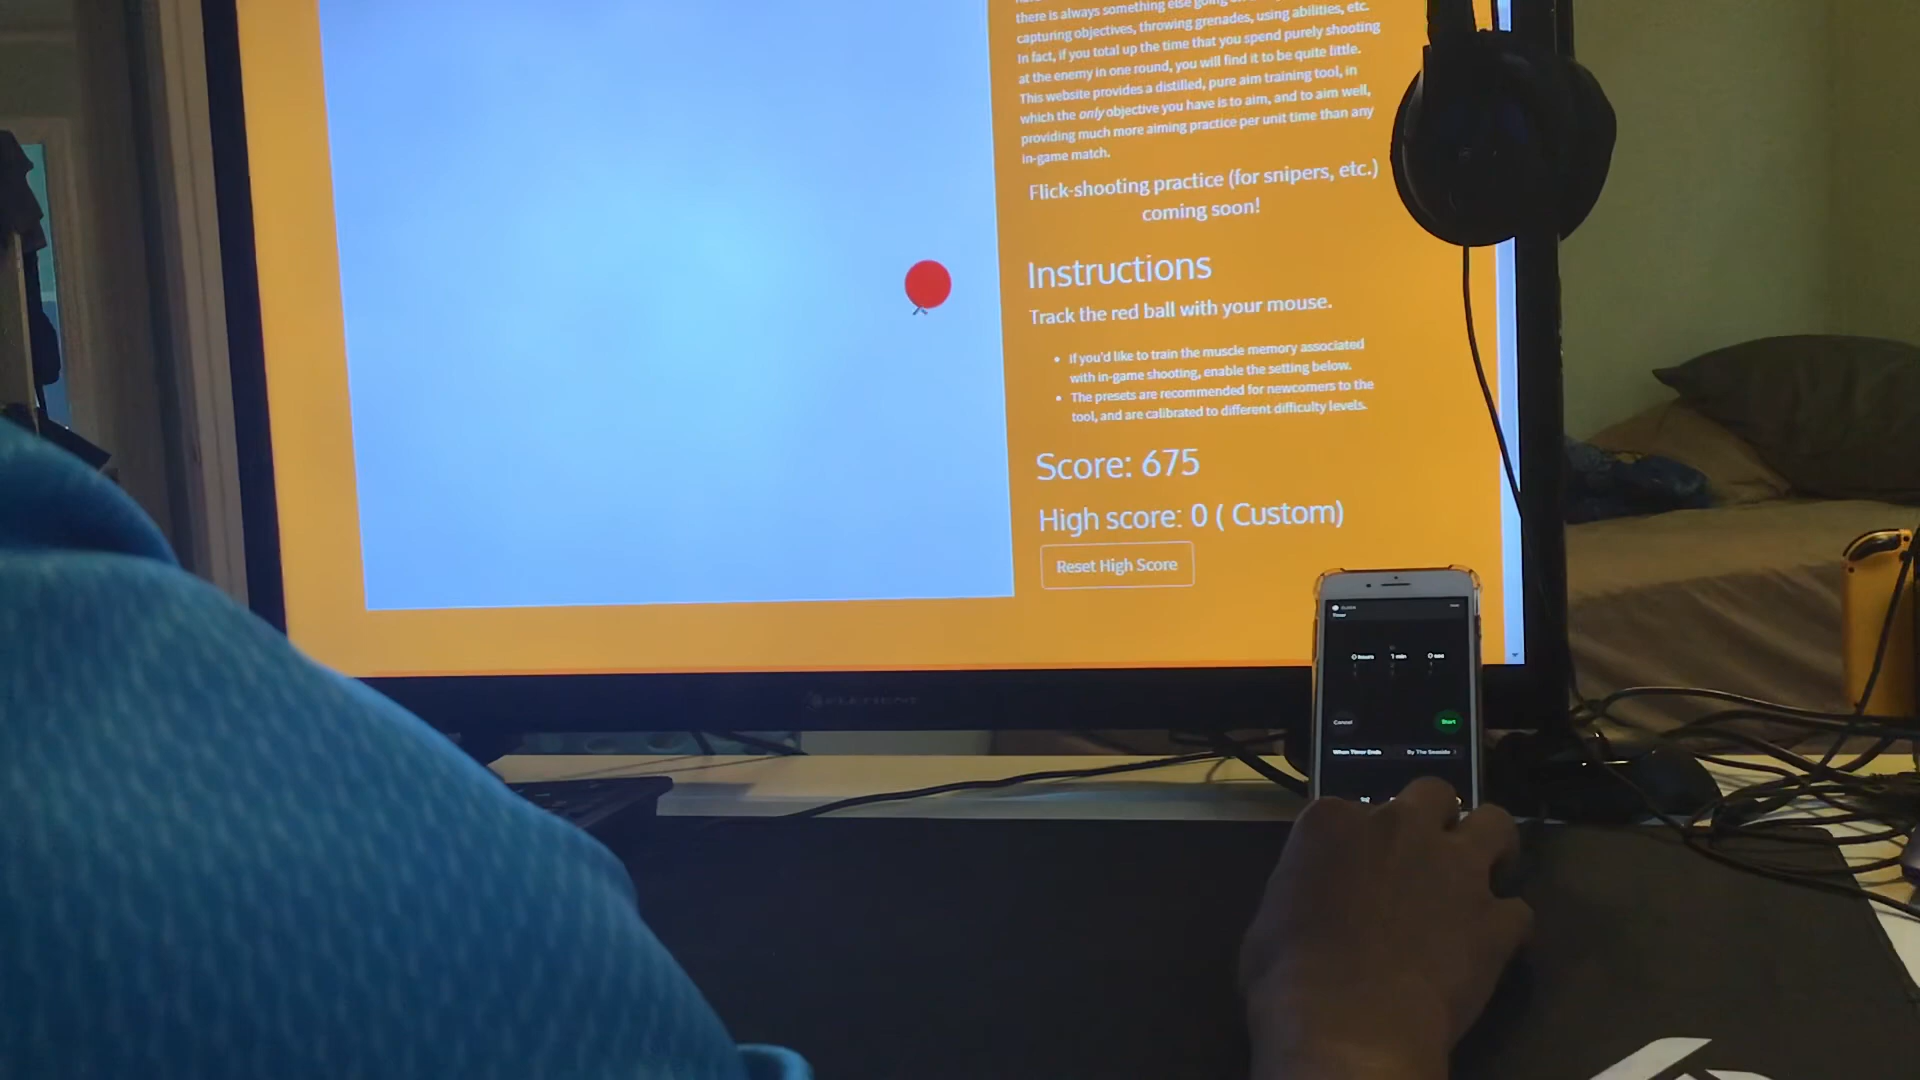 there is always something else going
capturing objectives, throwing grenades, using abilities, etc.
In fact, if you total up the time that you spend purely shooting
at the enemy in one round, you will find it to be quite little.
This website provides a distilled, pure aim training tool, in
which the only objective you have is to aim, and to aim well,
providing much more aiming practice per unit time than any
in-game match.
Flick-shooting practice (for snipers, etc.)
coming soon!
Instructions
Track the red ball with your mouse.
• If you'd like to train the muscle memory associated
with in-game shooting, enable the setting below.
• The presets are recommended for newcomers to the
tool, and are calibrated to different difficulty levels.
Score: 675
High score: 0 ( Custom)
Reset High Score
Timer
0 hours 1 min 0 sec
Cancel Start
When Timer Ends By The Seaside